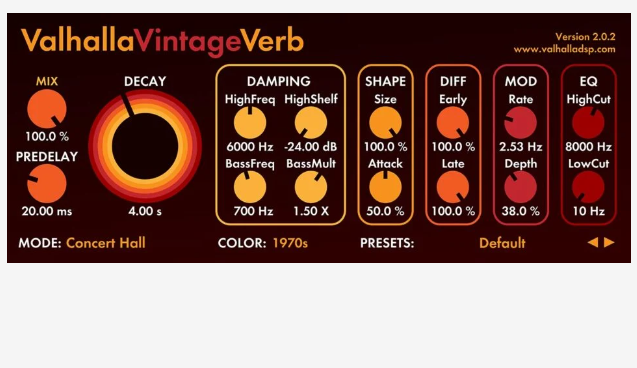 ValhallaVintageVerb
Version 2.0.2
www.valhalladsp.com
MIX
100.0 %
PREDELAY
20.00 ms
DECAY
4.00 s
DAMPING
HighFreq HighShelf
6000 Hz -24.00 dB
BassFreq BassMult
700 Hz 1.50 X
SHAPE
Size
100.0 %
Attack
50.0 %
DIFF
Early
100.0 %
Late
100.0 %
MOD
Rate
2.53 Hz
Depth
38.0 %
EQ
HighCut
8000 Hz
LowCut
10 Hz
MODE: Concert Hall COLOR: 1970s PRESETS: Default